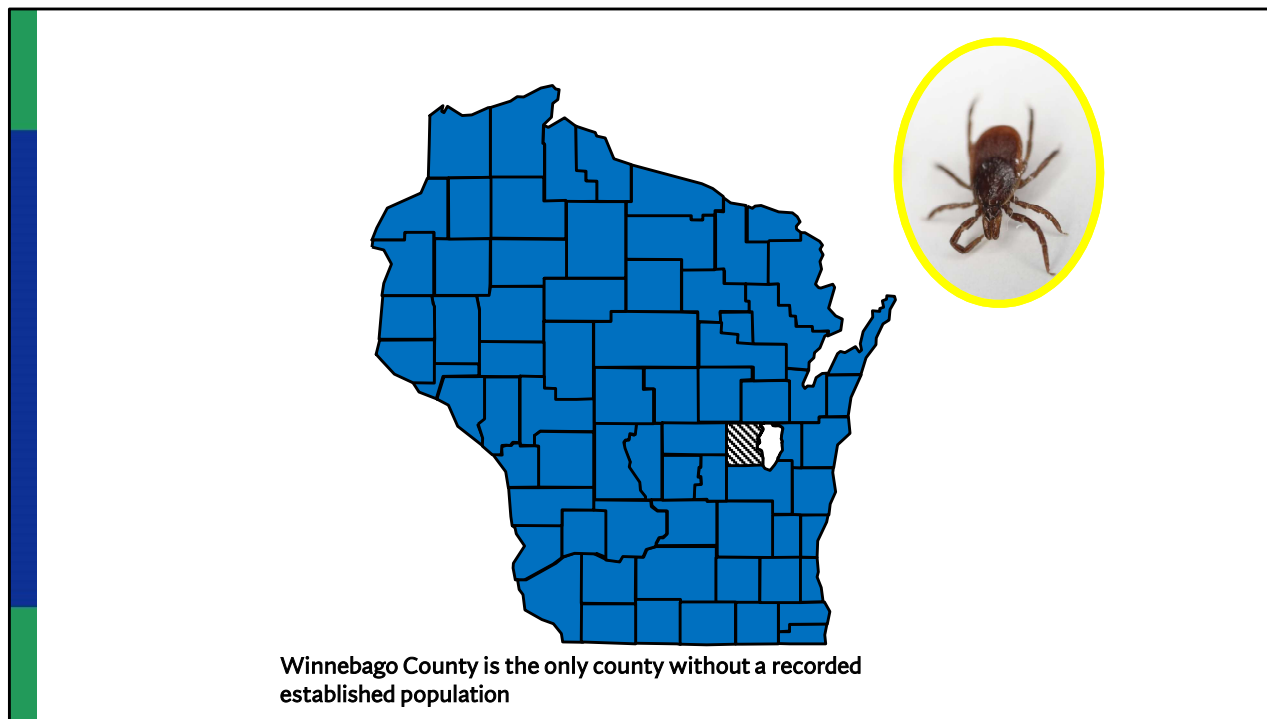 Winnebago County is the only county without a recorded
established population